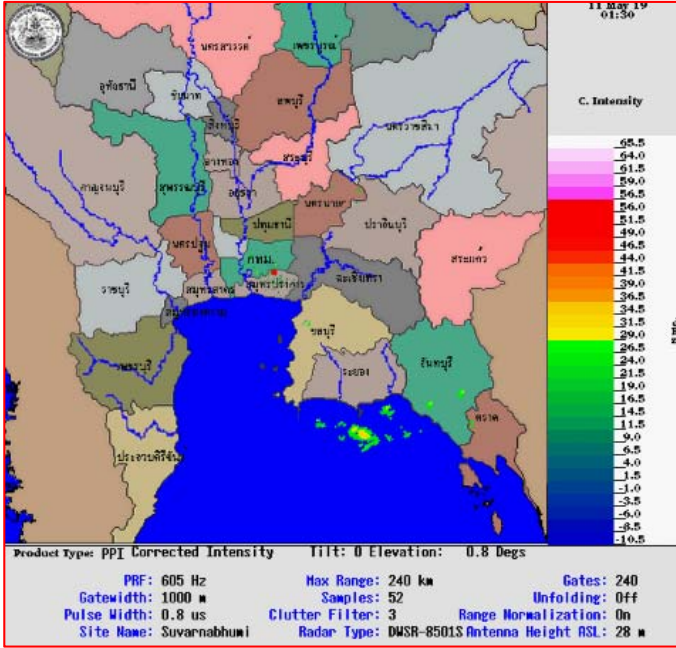 11 May 19
01:30
นครสวรรค์
เพชรบูรณ์
C. Intensity
อุทัยธานี
ชัยนาท
ลพบุรี
สิงห์บุรี
นครราชสีมา
65.5
64.0
61.5
59.0
56.5
51.5
49.0
46.5
44.0
41.5
39.0
36.5
34.5
31.5
29.0
26.5
24.5
21.5
19.0
16.5
14.5
11.5
9.0
6.5
4.0
1.5
-1.0
-3.5
-6.0
-8.5
-10.5
อ่างทอง
สระบุรี
กาญจนบุรี
สุพรรณบุรี
อยุธยา
นครนายก
ปทุมธานี
ปราจีนบุรี
นครปฐม
กทม.
สระแก้ว
ราชบุรี
สมุทรสาคร
สมุทรปราการ
ฉะเชิงเทรา
สมุทรสงคราม
ชลบุรี
เพชรบุรี
ระยอง
จันทบุรี
ตราด
ประจวบคีรีขันธ์
Product Type: PPI Corrected Intensity Tilt: 0 Elevation: 0.8 Degs
PRF: 605 Hz Max Range: 240 km Gates: 240
Gatewidth: 1000 m Samples: 52 Unfolding: Off
Pulse Width: 0.8 us Clutter Filter: 3 Range Normalization: On
Site Name: Suvarnabhumi Radar Type: DWSR-8501S Antenna Height ASL: 28 m